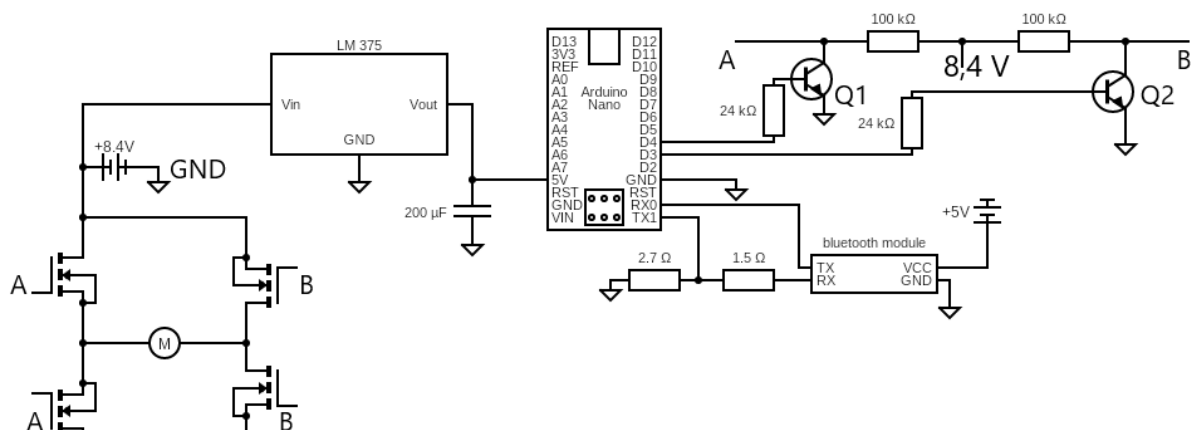 LM 375
Vin
Vout
GND
+8.4V
GND
200 µF
A
B
M
A
B
Arduino
Nano
D13
3V3
REF
A0
A1
A2
A3
A4
A5
A6
A7
5V
RST
GND
VIN
D12
D11
D10
D9
D8
D7
D6
D5
D4
D3
D2
GND
RST
RX0
TX1
A
100 kΩ
100 kΩ
8,4 V
B
Q1
Q2
24 kΩ
24 kΩ
2.7 Ω
1.5 Ω
bluetooth module
TX
RX
VCC
GND
+5V